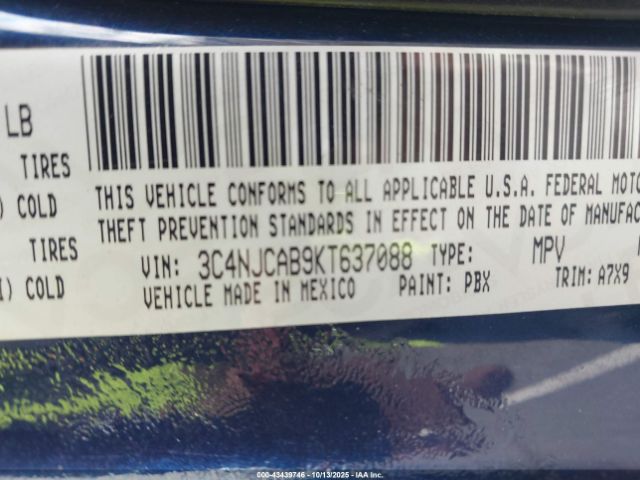 LB
TIRES
) COLD
TIRES
I) COLD
THIS VEHICLE CONFORMS TO ALL APPLICABLE U.S.A. FEDERAL MOTO
THEFT PREVENTION STANDARDS IN EFFECT ON THE DATE OF MANUFAC
VIN: 3C4NJCAB9KT637088 TYPE: MPV
VEHICLE MADE IN MEXICO PAINT: PBX TRIM: A7X9
000-43439746 - 10/13/2025 - IAAI, Inc.